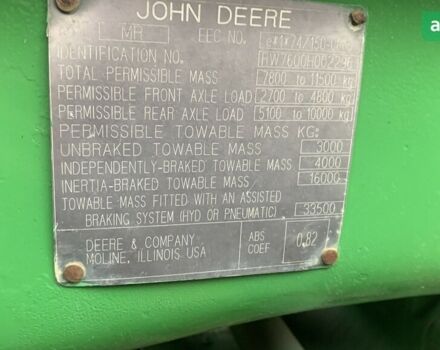 JOHN DEERE
MR EEC NO.
IDENTIFICATION NO. RW7600H062296
TOTAL PERMISSIBLE MASS 7800 to 11500 kg
PERMISSIBLE FRONT AXLE LOAD 2700 to 4800 kg
PERMISSIBLE REAR AXLE LOAD 5100 to 10000 kg
PERMISSIBLE TOWABLE MASS KG:
UNBRAKED TOWABLE MASS 3000
INDEPENDENTLY-BRAKED TOWABLE MASS 4000
INERTIA-BRAKED TOWABLE MASS 16000
TOWABLE MASS FITTED WITH AN ASSISTED
BRAKING SYSTEM (HYD OR PNEUMATIC) 33500
DEERE & COMPANY ABS 0,82
MOLINE, ILLINOIS. USA COEF